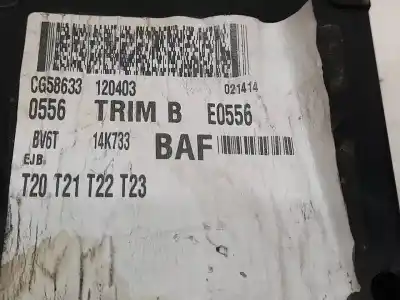 CG58633 120403 021414
0556 TRIM B E0556
BV6T 14K733 BAF
EJB
T20 T21 T22 T23